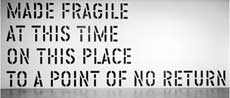 MADE FRAGILE
AT THIS TIME
ON THIS PLACE
TO A POINT OF NO RETURN